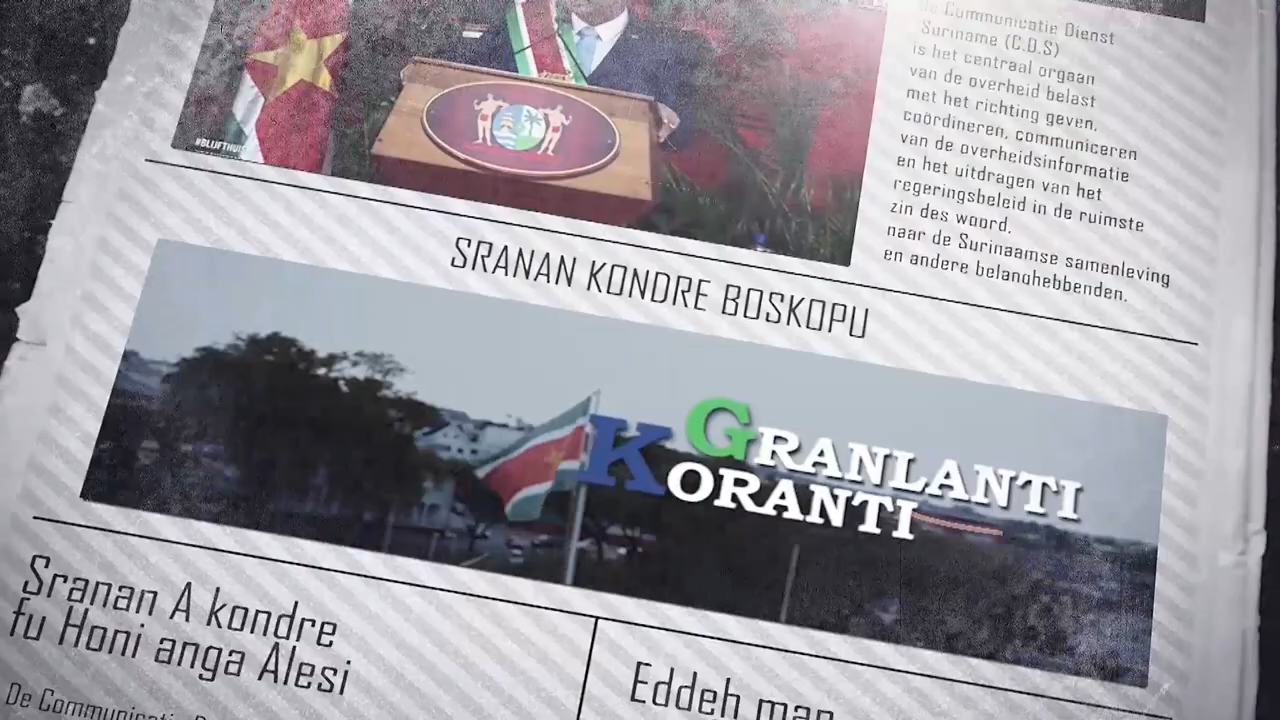 #BLIJFTHUIS
de Communicatie Dienst
Suriname (C.D.S)
is het centraal orgaan
van de overheid belast
met het richting geven,
coördineren, communiceren
van de overheidsinformatie
en het uitdragen van het
regeringsbeleid in de ruimste
zin des woord.
naar de Surinaamse samenleving
en andere belanghebbenden.
SRANAN KONDRE BOSKOPU
GRANLANTI
KORANTI
Sranan A kondre
fu Honi anga Alesi
Eddeh man
De